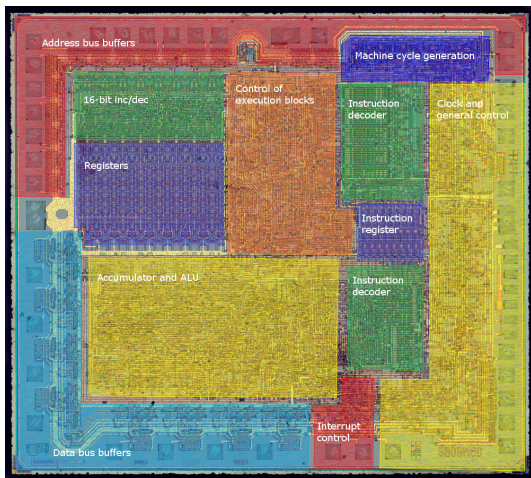 Address bus buffers
Machine cycle generation
16-bit inc/dec
Control of
execution blocks
Instruction
decoder
Clock and
general control
Registers
Instruction
register
Accumulator and ALU
Instruction
decoder
Interrupt
control
Data bus buffers